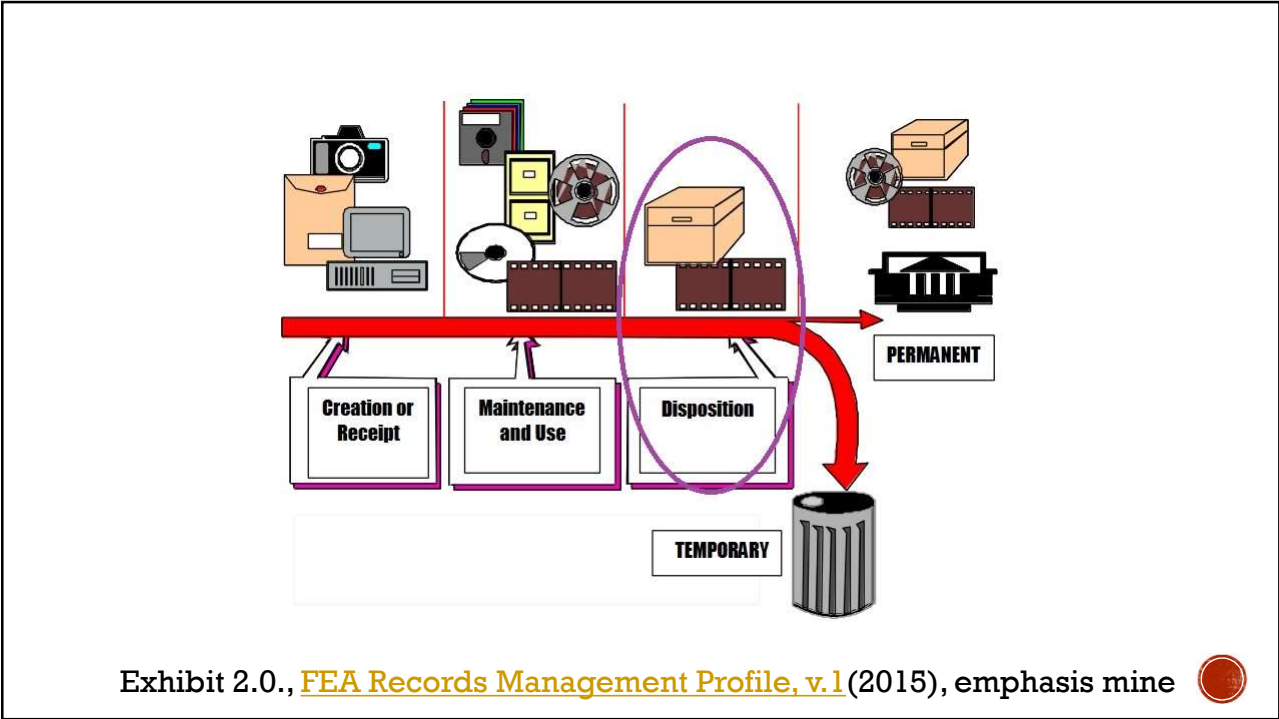 PERMANENT
Creation or
Receipt
Maintenance
and Use
Disposition
TEMPORARY
Exhibit 2.0., FEA Records Management Profile, v.1(2015), emphasis mine